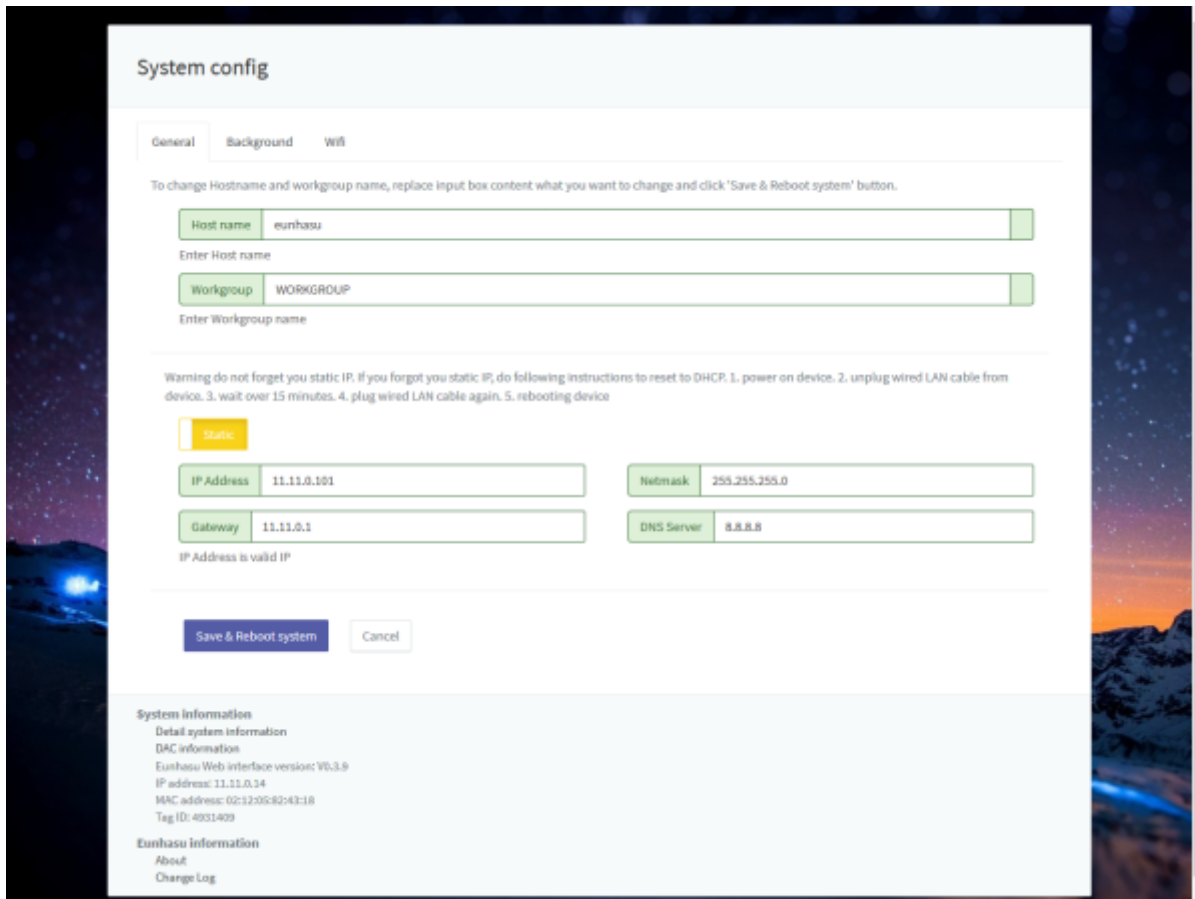 System config
General Background Wifi
To change Hostname and workgroup name, replace input box content what you want to change and click 'Save & Reboot system' button.
Host name eunhasu
Enter Host name
Workgroup WORKGROUP
Enter Workgroup name
Warning do not forget you static IP. If you forgot you static IP, do following instructions to reset to DHCP. 1. power on device. 2. unplug wired LAN cable from
device. 3. wait over 15 minutes. 4. plug wired LAN cable again. 5. rebooting device
Static
IP Address 11.11.0.101 Netmask 255.255.255.0
Gateway 11.11.0.1 DNS Server 8.8.8.8
IP Address is valid IP
Save & Reboot system Cancel
System information
Detail system information
DAC information
Eunhasu Web interface version: V0.3.9
IP address: 11.11.0.14
MAC address: 02:12:05:82:43:18
Tag ID: 4931409
Eunhasu information
About
Change Log